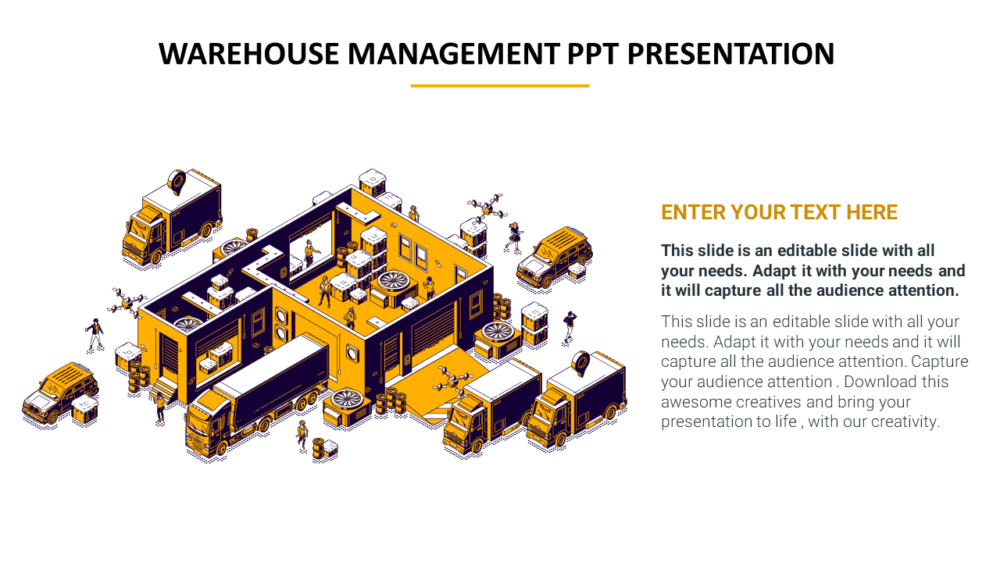 WAREHOUSE MANAGEMENT PPT PRESENTATION
ENTER YOUR TEXT HERE
This slide is an editable slide with all
your needs. Adapt it with your needs and
it will capture all the audience attention.
This slide is an editable slide with all your
needs. Adapt it with your needs and it will
capture all the audience attention. Capture
your audience attention . Download this
awesome creatives and bring your
presentation to life , with our creativity.